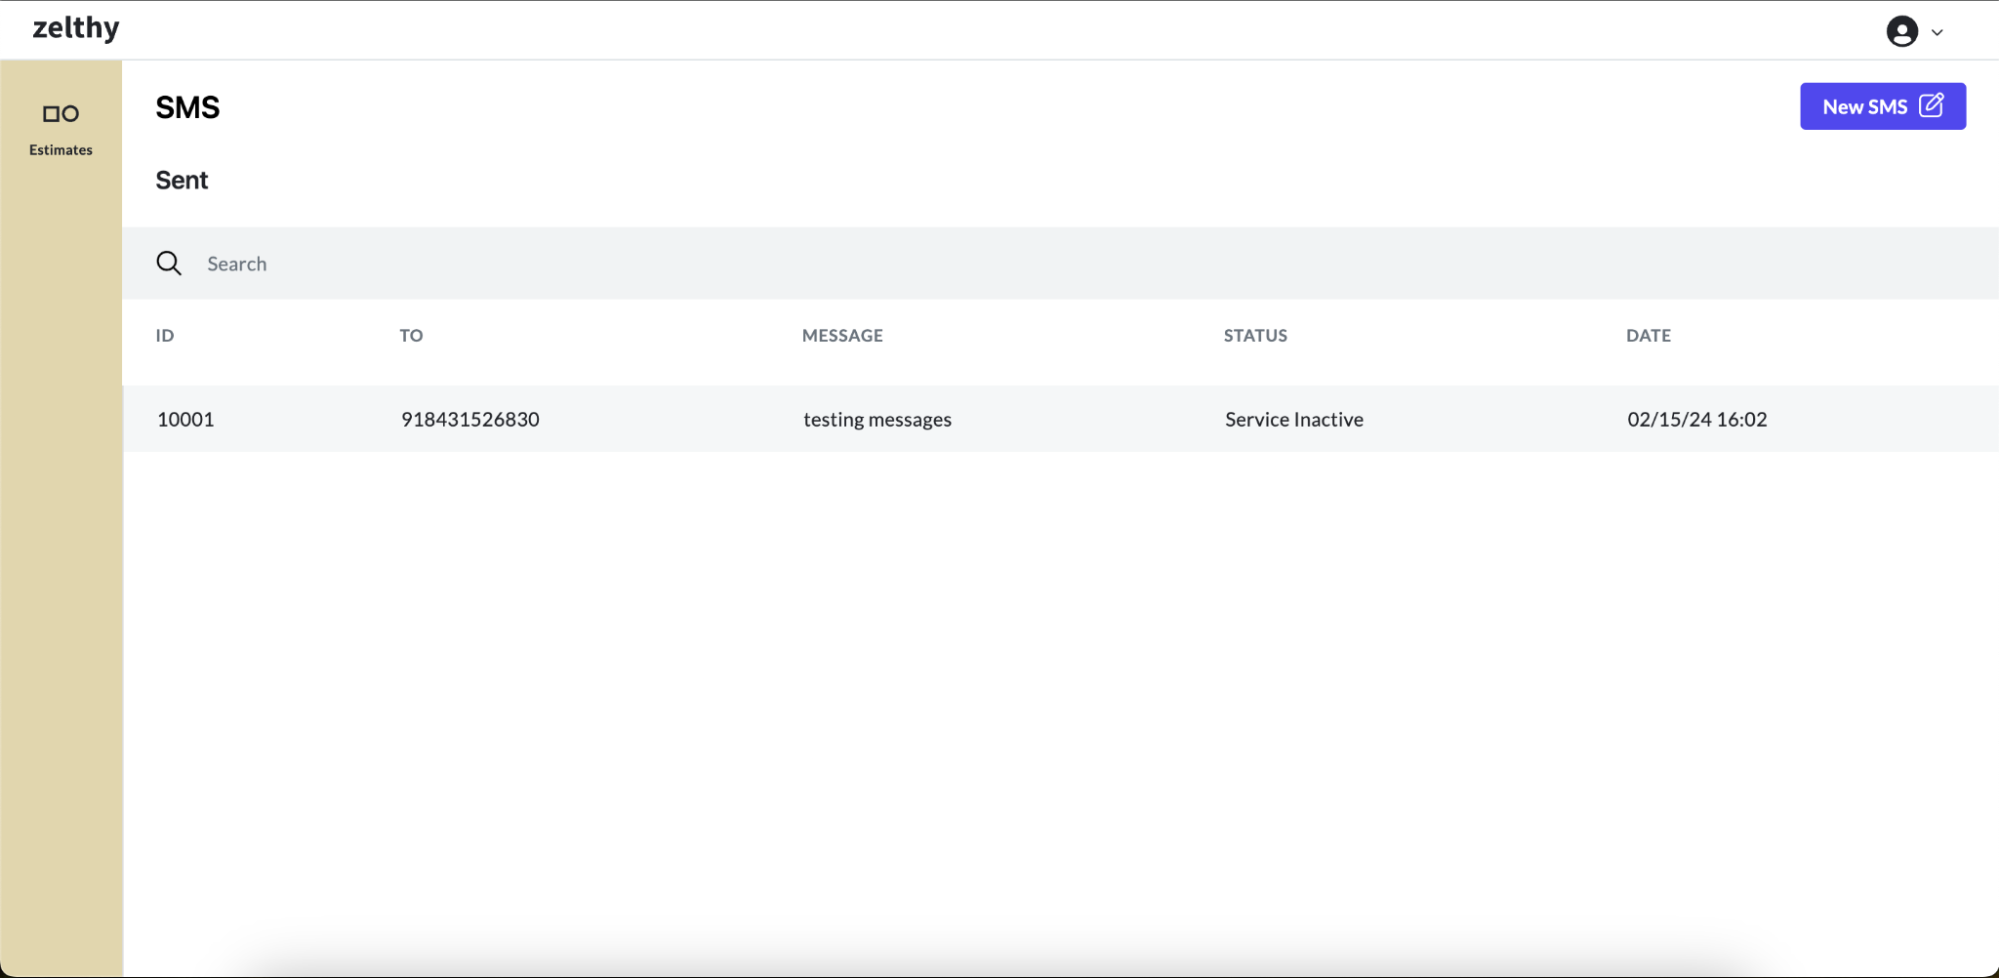 zelthy
Estimates
SMS
New SMS
Sent
Search
ID TO MESSAGE STATUS DATE
10001 918431526830 testing messages Service Inactive 02/15/24 16:02